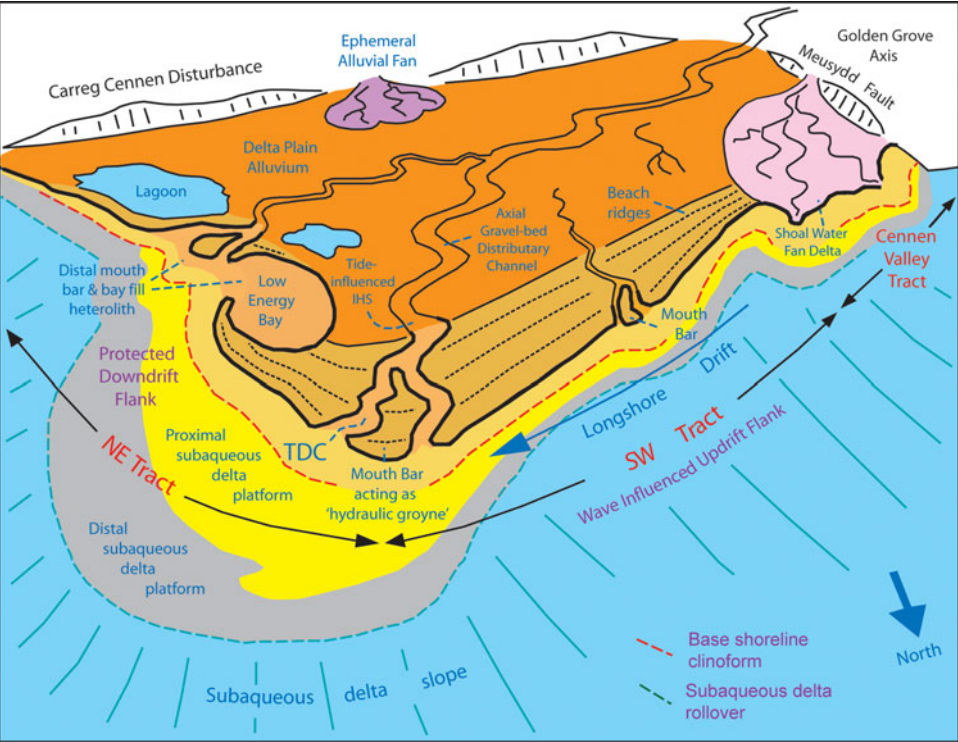 Carreg Cennen Disturbance
Ephemeral
Alluvial Fan
Golden Grove
Axis
Meusydd Fault
Delta Plain
Alluvium
Lagoon
Beach
ridges
Axial
Gravel-bed
Distributary
Channel
Shoal Water
Fan Delta
Cennen
Valley
Tract
Distal mouth
bar & bay fill
heterolith
Low
Energy
Bay
Tide-
influenced
IHS
Mouth
Bar
Protected
Downdrift
Flank
Longshore Drift
NE Tract
Proximal
subaqueous
delta
platform
TDC
Mouth Bar
acting as
‘hydraulic groyne’
SW Tract
Wave Influenced Updrift Flank
Distal
subaqueous
delta
platform
North
Subaqueous delta slope
Base shoreline
clinoform
Subaqueous delta
rollover